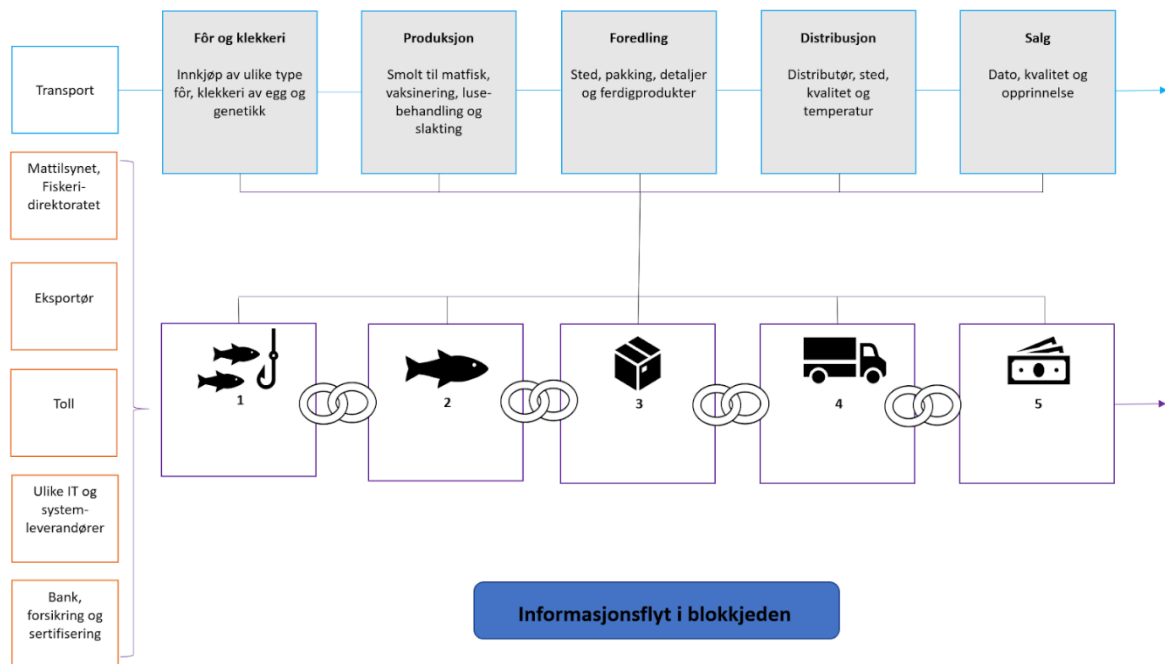 Transport
Fôr og klekkeri
Innkjøp av ulike type
fôr, klekkeri av egg og
genetikk
Produksjon
Smolt til matfisk,
vaksinering, luse-
behandling og
slakting
Foredling
Sted, pakking, detaljer
og ferdigprodukter
Distribusjon
Distributør, sted,
kvalitet og
temperatur
Salg
Dato, kvalitet og
opprinnelse
Mattilsynet,
Fiskeri-
direktoratet
Eksportør
Toll
Ulike IT og
system-
leverandører
Bank,
forsikring og
sertifisering
1
2
3
4
5
Informasjonsflyt i blokkjeden